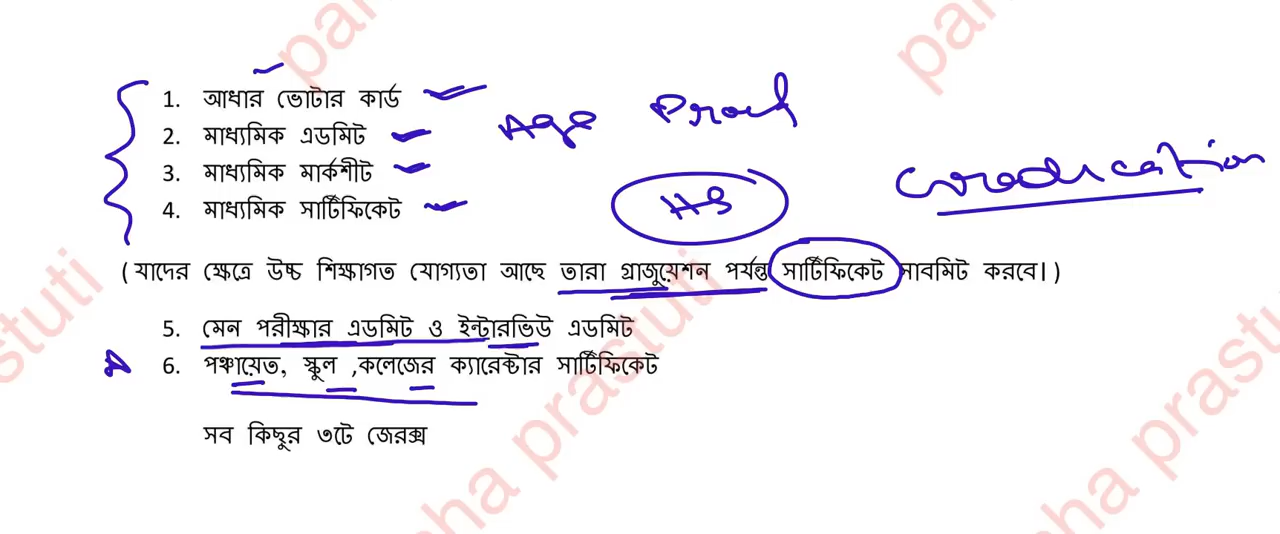 1. আধার ভোটার কার্ড
2. মাধ্যমিক এডমিট
Age Proof
3. মাধ্যমিক মার্কশীট
4. মাধ্যমিক সার্টিফিকেট
HS
(যাদের ক্ষেত্রে উচ্চ শিক্ষাগত যোগ্যতা আছে তারা গ্রাজুয়েশন পর্যন্ত সার্টিফিকেট সাবমিট করবে।)
5. মেন পরীক্ষার এডমিট ও ইন্টারভিউ এডমিট
6. পঞ্চায়েত, স্কুল ,কলেজের ক্যারেক্টার সার্টিফিকেট
সব কিছুর ৩টে জেরক্স
prastuti